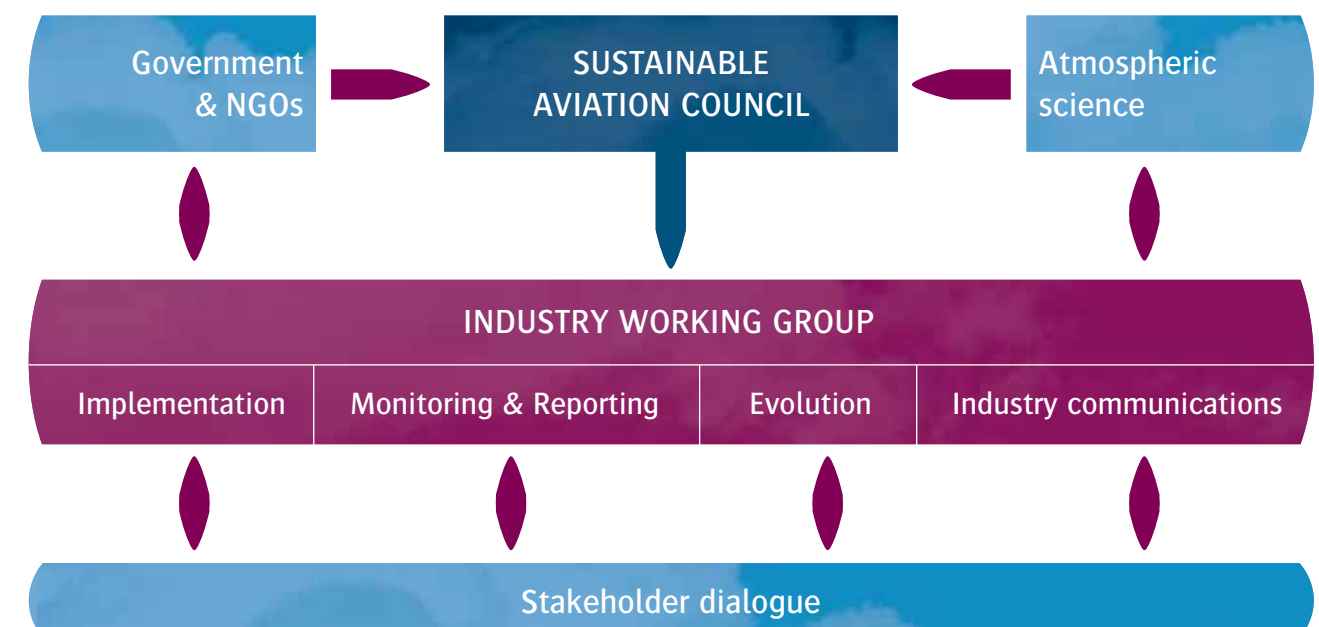 Government
& NGOs
SUSTAINABLE
AVIATION COUNCIL
Atmospheric
science
INDUSTRY WORKING GROUP
Implementation
Monitoring & Reporting
Evolution
Industry communications
Stakeholder dialogue